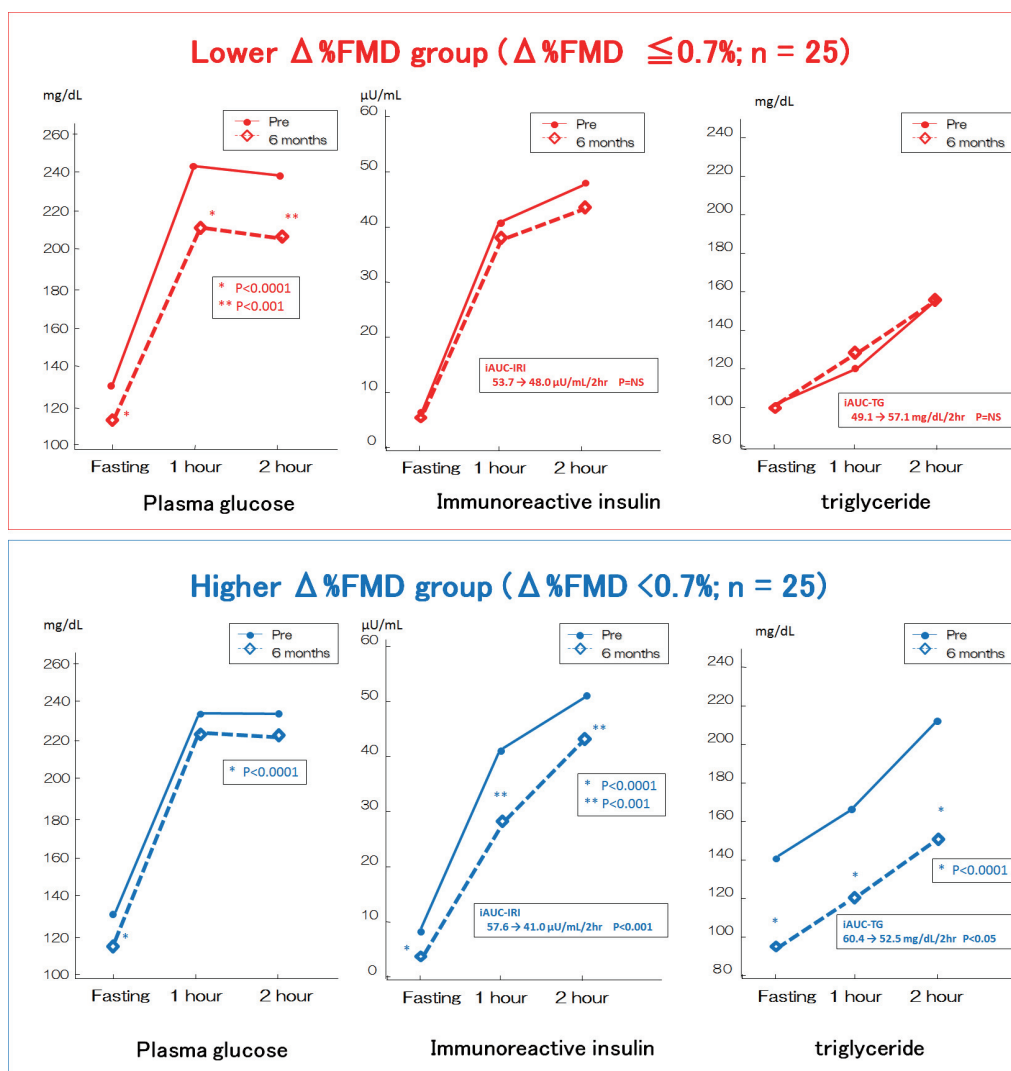 Lower Δ%FMD group (Δ%FMD ≦0.7%; n = 25)
mg/dL
260
240
220
200
180
160
130
120
100
Pre
6 months
*
**
* P<0.0001
** P<0.001
*
Fasting 1 hour 2 hour
Plasma glucose
μU/mL
60
50
40
30
20
10
0
Pre
6 months
iAUC-IRI
53.7→48.0 μU/mL/2hr P=NS
Fasting 1 hour 2 hour
Immunoreactive insulin
mg/dL
240
220
200
180
160
140
120
100
80
Pre
6 months
iAUC-TG
49.1→57.1 mg/dL/2hr P=NS
Fasting 1 hour 2 hour
triglyceride
Higher Δ%FMD group (Δ%FMD <0.7%; n = 25)
mg/dL
260
240
220
200
180
160
130
120
100
Pre
6 months
* P<0.0001
*
Fasting 1 hour 2 hour
Plasma glucose
μU/mL
60
50
40
30
20
10
0
Pre
6 months
**
**
* P<0.0001
** P<0.001
iAUC-IRI
57.6→41.0 μU/mL/2hr P<0.001
*
Fasting 1 hour 2 hour
Immunoreactive insulin
mg/dL
240
220
200
180
160
140
120
100
80
Pre
6 months
*
*
*
* P<0.0001
iAUC-TG
60.4→52.5 mg/dL/2hr P<0.05
Fasting 1 hour 2 hour
triglyceride